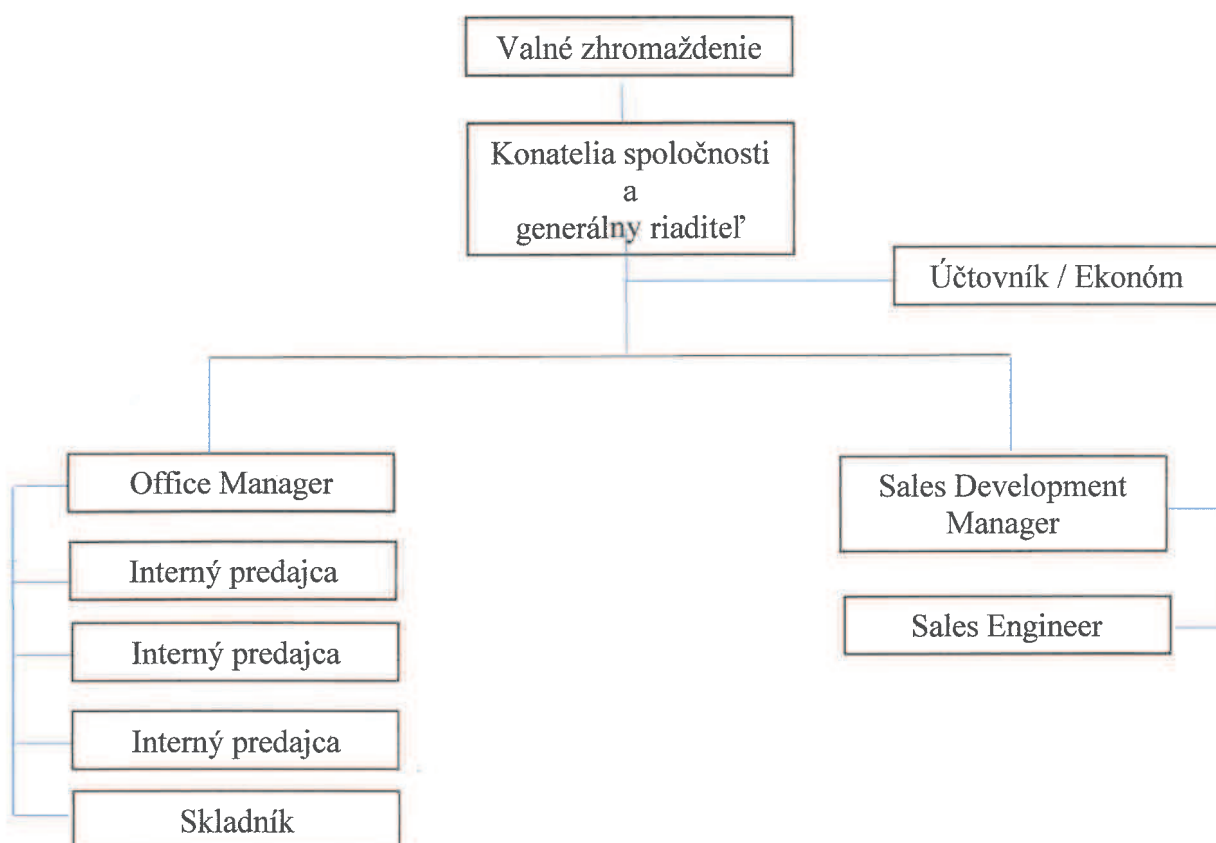 Valné zhromaždenie
Konatelia spoločnosti
a
generálny riaditeľ
Účtovník / Ekonóm
Office Manager
Interný predajca
Interný predajca
Interný predajca
Skladník
Sales Development
Manager
Sales Engineer